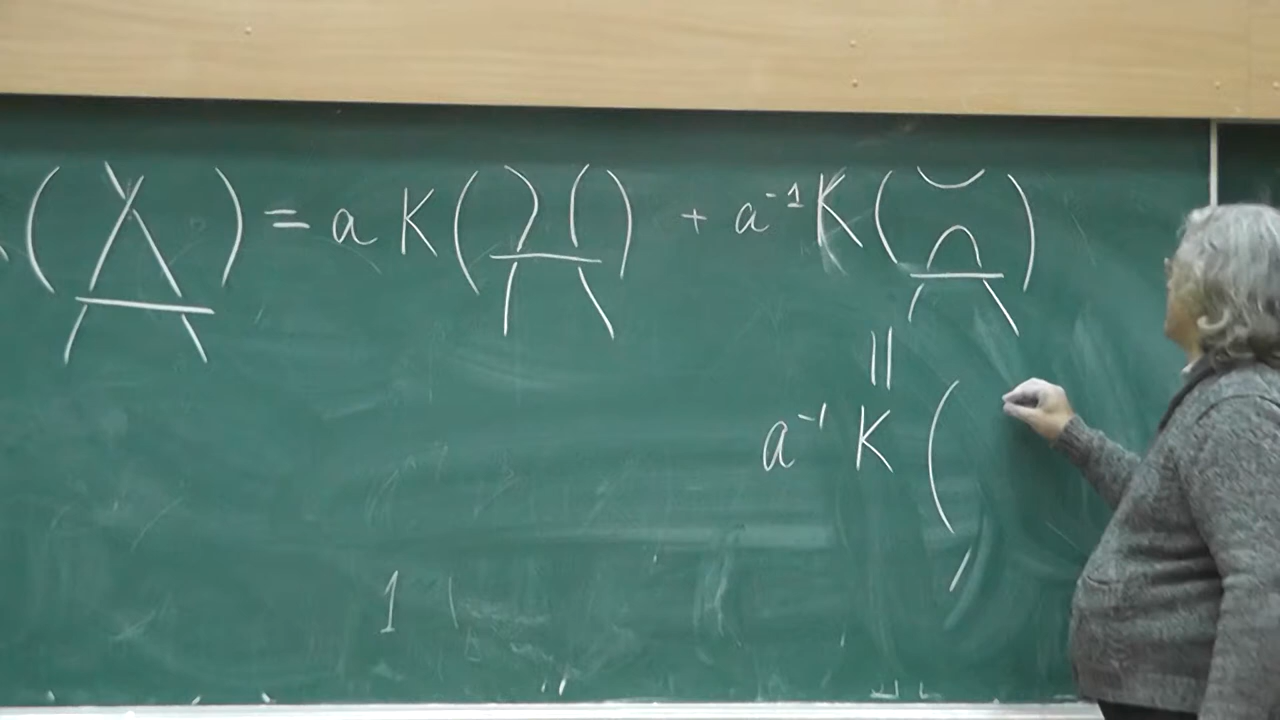 ( ) = a K ( ) + a⁻¹ K ( )
||
a⁻¹ K (
1